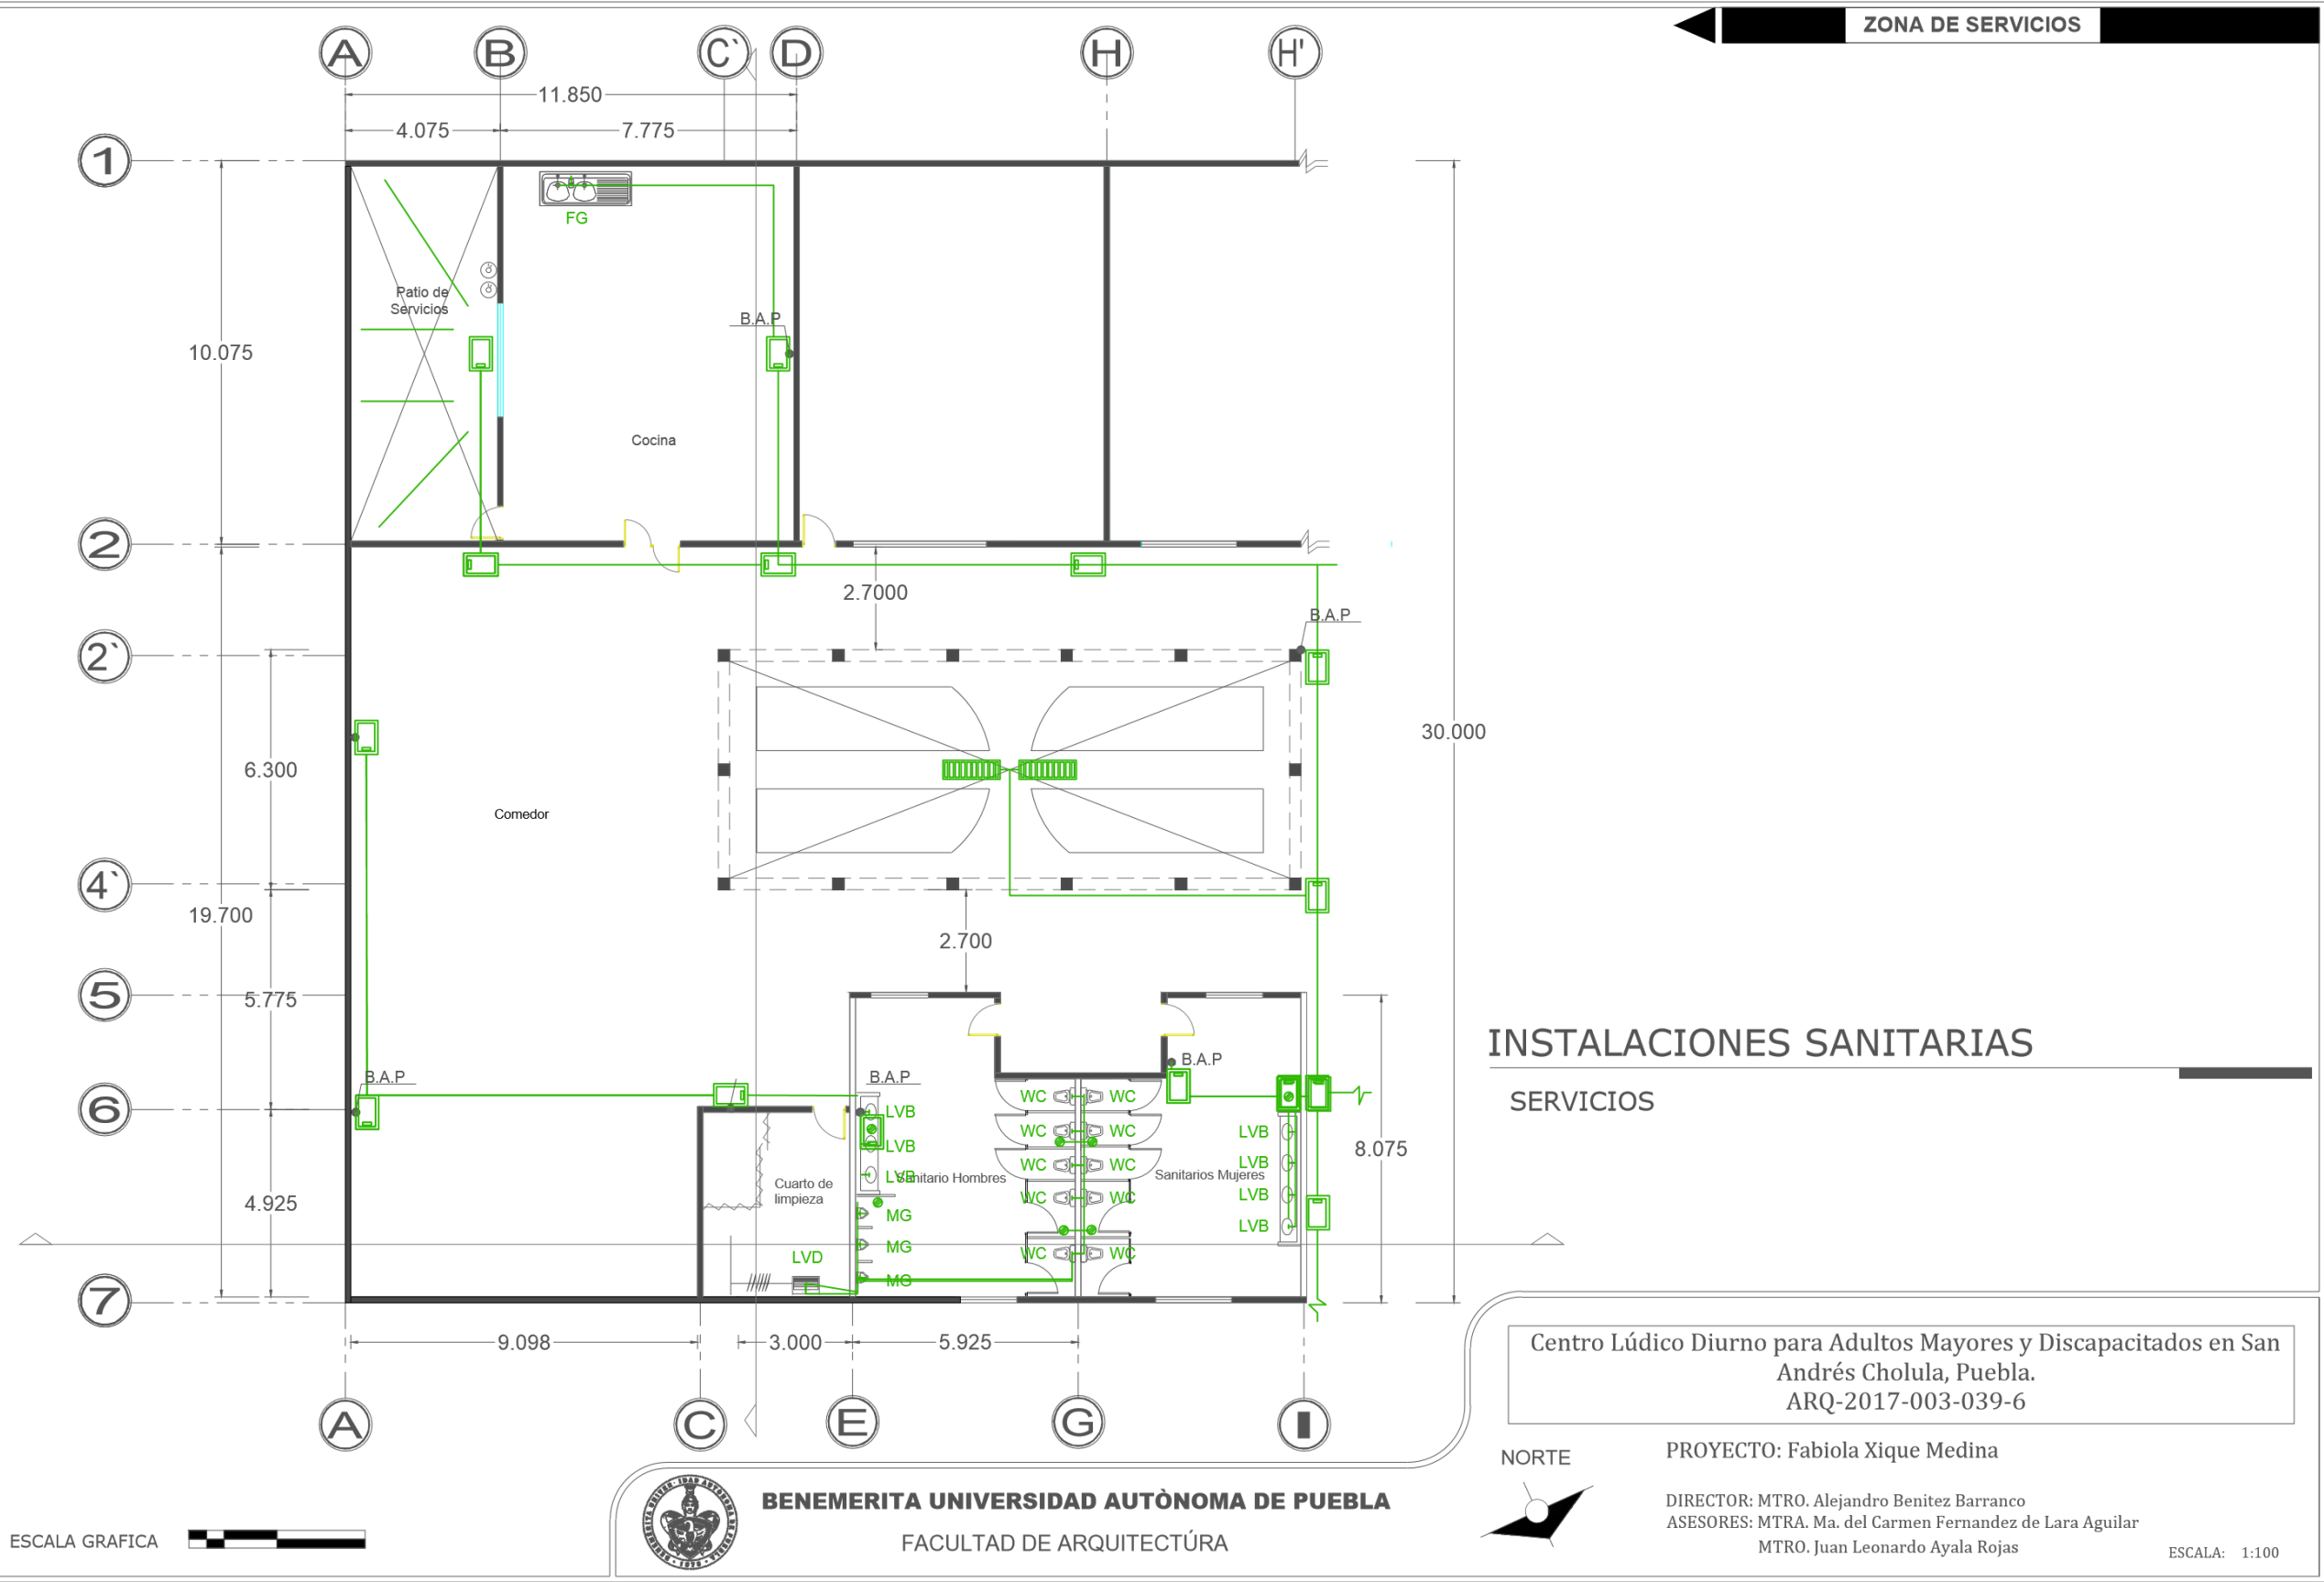 ZONA DE SERVICIOS
A
B
C`
D
H
H'
11.850
4.075
7.775
1
FG
Patio de
Servicios
B.A.P
10.075
Cocina
2
2.7000
B.A.P
2`
30.000
6.300
Comedor
4`
19.700
2.700
5
5.775
INSTALACIONES SANITARIAS
SERVICIOS
B.A.P
B.A.P
B.A.P
6
WC
WC
LVB
WC
WC
LVB
LVB
8.075
WC
WC
LVB
LVB
Sanitario Hombres
Sanitarios Mujeres
Cuarto de
limpieza
WC
WC
LVB
4.925
MG
LVB
MG
LVD
WC
WC
MG
7
9.098
3.000
5.925
A
C
E
G
I
Centro Lúdico Diurno para Adultos Mayores y Discapacitados en San
Andrés Cholula, Puebla.
ARQ-2017-003-039-6
NORTE
PROYECTO: Fabiola Xique Medina
BENEMERITA UNIVERSIDAD AUTÒNOMA DE PUEBLA
FACULTAD DE ARQUITECTÚRA
DIRECTOR: MTRO. Alejandro Benitez Barranco
ASESORES: MTRA. Ma. del Carmen Fernandez de Lara Aguilar
MTRO. Juan Leonardo Ayala Rojas
ESCALA: 1:100
ESCALA GRAFICA